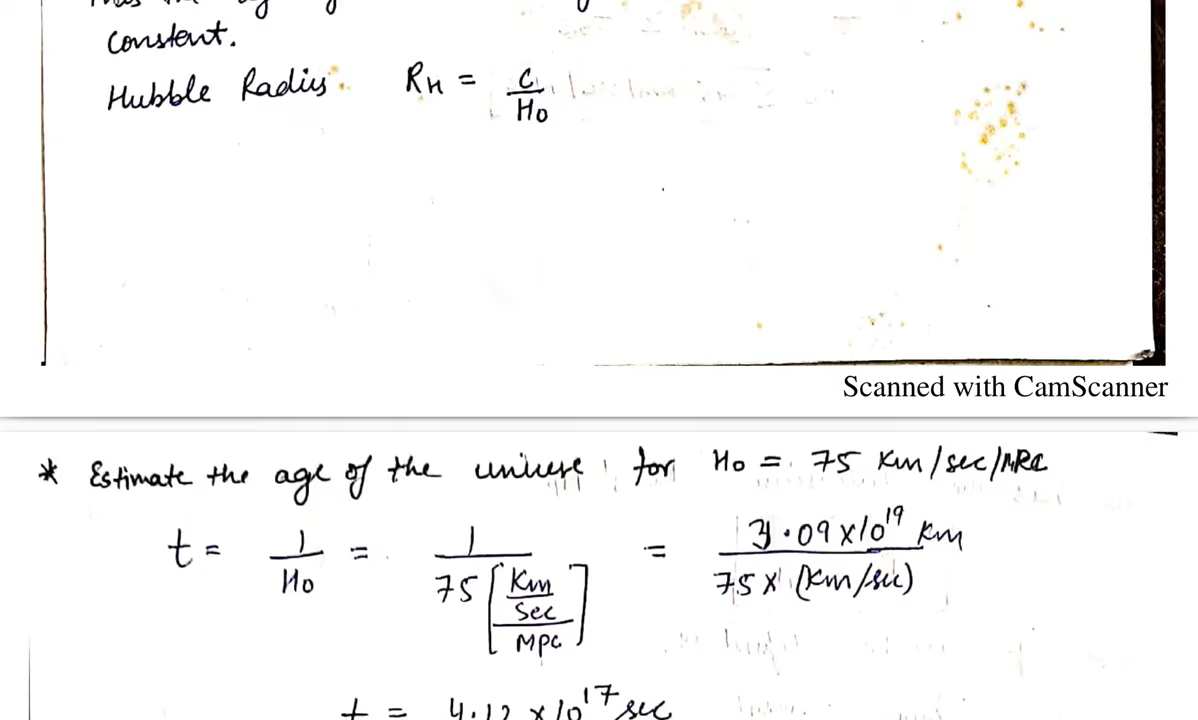 constent.
Hubble Radius. RH = c/H0
Scanned with CamScanner
* Estimate the age of the universe for H0 = 75 Km/sec/MPC
t = 1/H0 = 1/75[Km/Sec/MPC] = 3.09 x 10^19 Km/75 x (Km/sec)
t = 4.12 x 10^17 sec